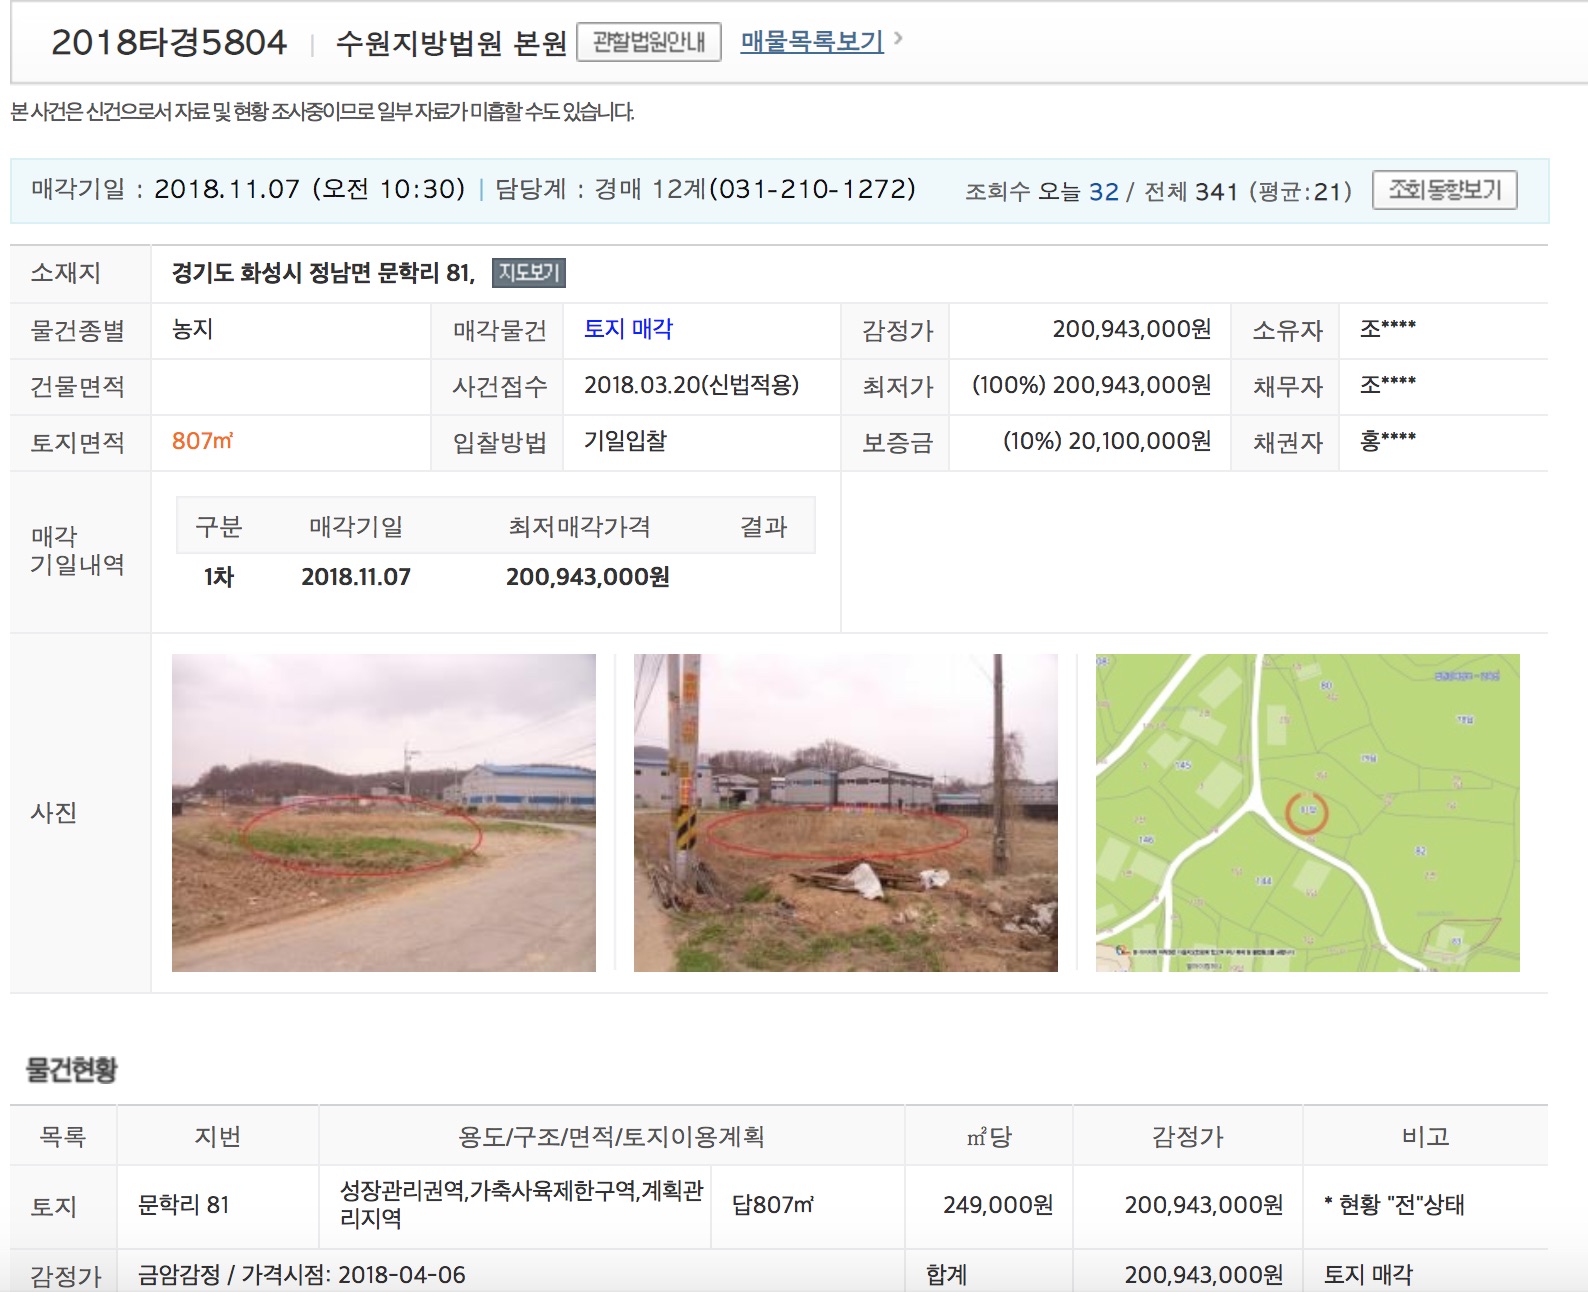 2018타경5804 | 수원지방법원 본원 관할법원안내 매물목록보기 >
본 사건은 신건으로서 자료 및 현황 조사중이므로 일부 자료가 미흡할 수도 있습니다.
매각기일 : 2018.11.07 (오전 10:30) | 담당계 : 경매 12계(031-210-1272) 조회수 오늘 32 / 전체 341 (평균:21) 조회동향보기
소재지 경기도 화성시 정남면 문학리 81, 지도보기
물건종별 농지 매각물건 토지 매각 감정가 200,943,000원 소유자 조****
건물면적 사건접수 2018.03.20(신법적용) 최저가 (100%) 200,943,000원 채무자 조****
토지면적 807㎡ 입찰방법 기일입찰 보증금 (10%) 20,100,000원 채권자 홍****
매각
기일내역
구분 매각기일 최저매각가격 결과
1차 2018.11.07 200,943,000원
사진
80
145
146
144
82
물건현황
목록 지번 용도/구조/면적/토지이용계획 ㎡당 감정가 비고
토지 문학리 81 성장관리권역,가축사육제한구역,계획관
리지역 답807㎡ 249,000원 200,943,000원 * 현황 "전"상태
감정가 금암감정 / 가격시점: 2018-04-06 합계 200,943,000원 토지 매각